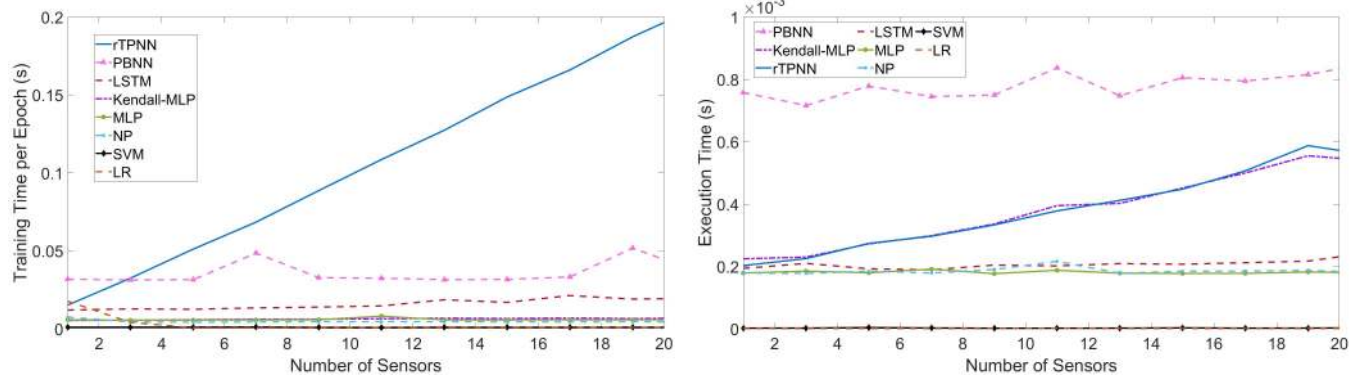 0.2
0.15
0.1
0.05
0
Training Time per Epoch (s)
rTPNN
PBNN
LSTM
Kendall-MLP
MLP
NP
SVM
LR
2 4 6 8 10 12 14 16 18 20
Number of Sensors
×10⁻³
1
0.8
0.6
0.4
0.2
0
Execution Time (s)
PBNN LSTM SVM
Kendall-MLP MLP LR
rTPNN NP
2 4 6 8 10 12 14 16 18 20
Number of Sensors